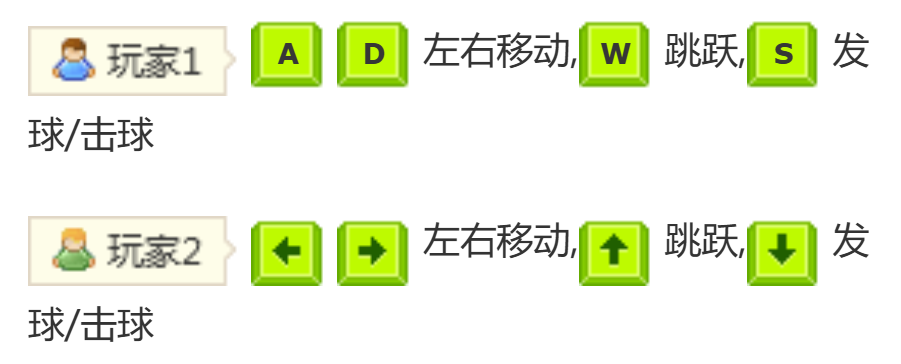 玩家1 A D 左右移动,W 跳跃,S 发
球/击球
玩家2 ← → 左右移动,↑ 跳跃,↓ 发
球/击球